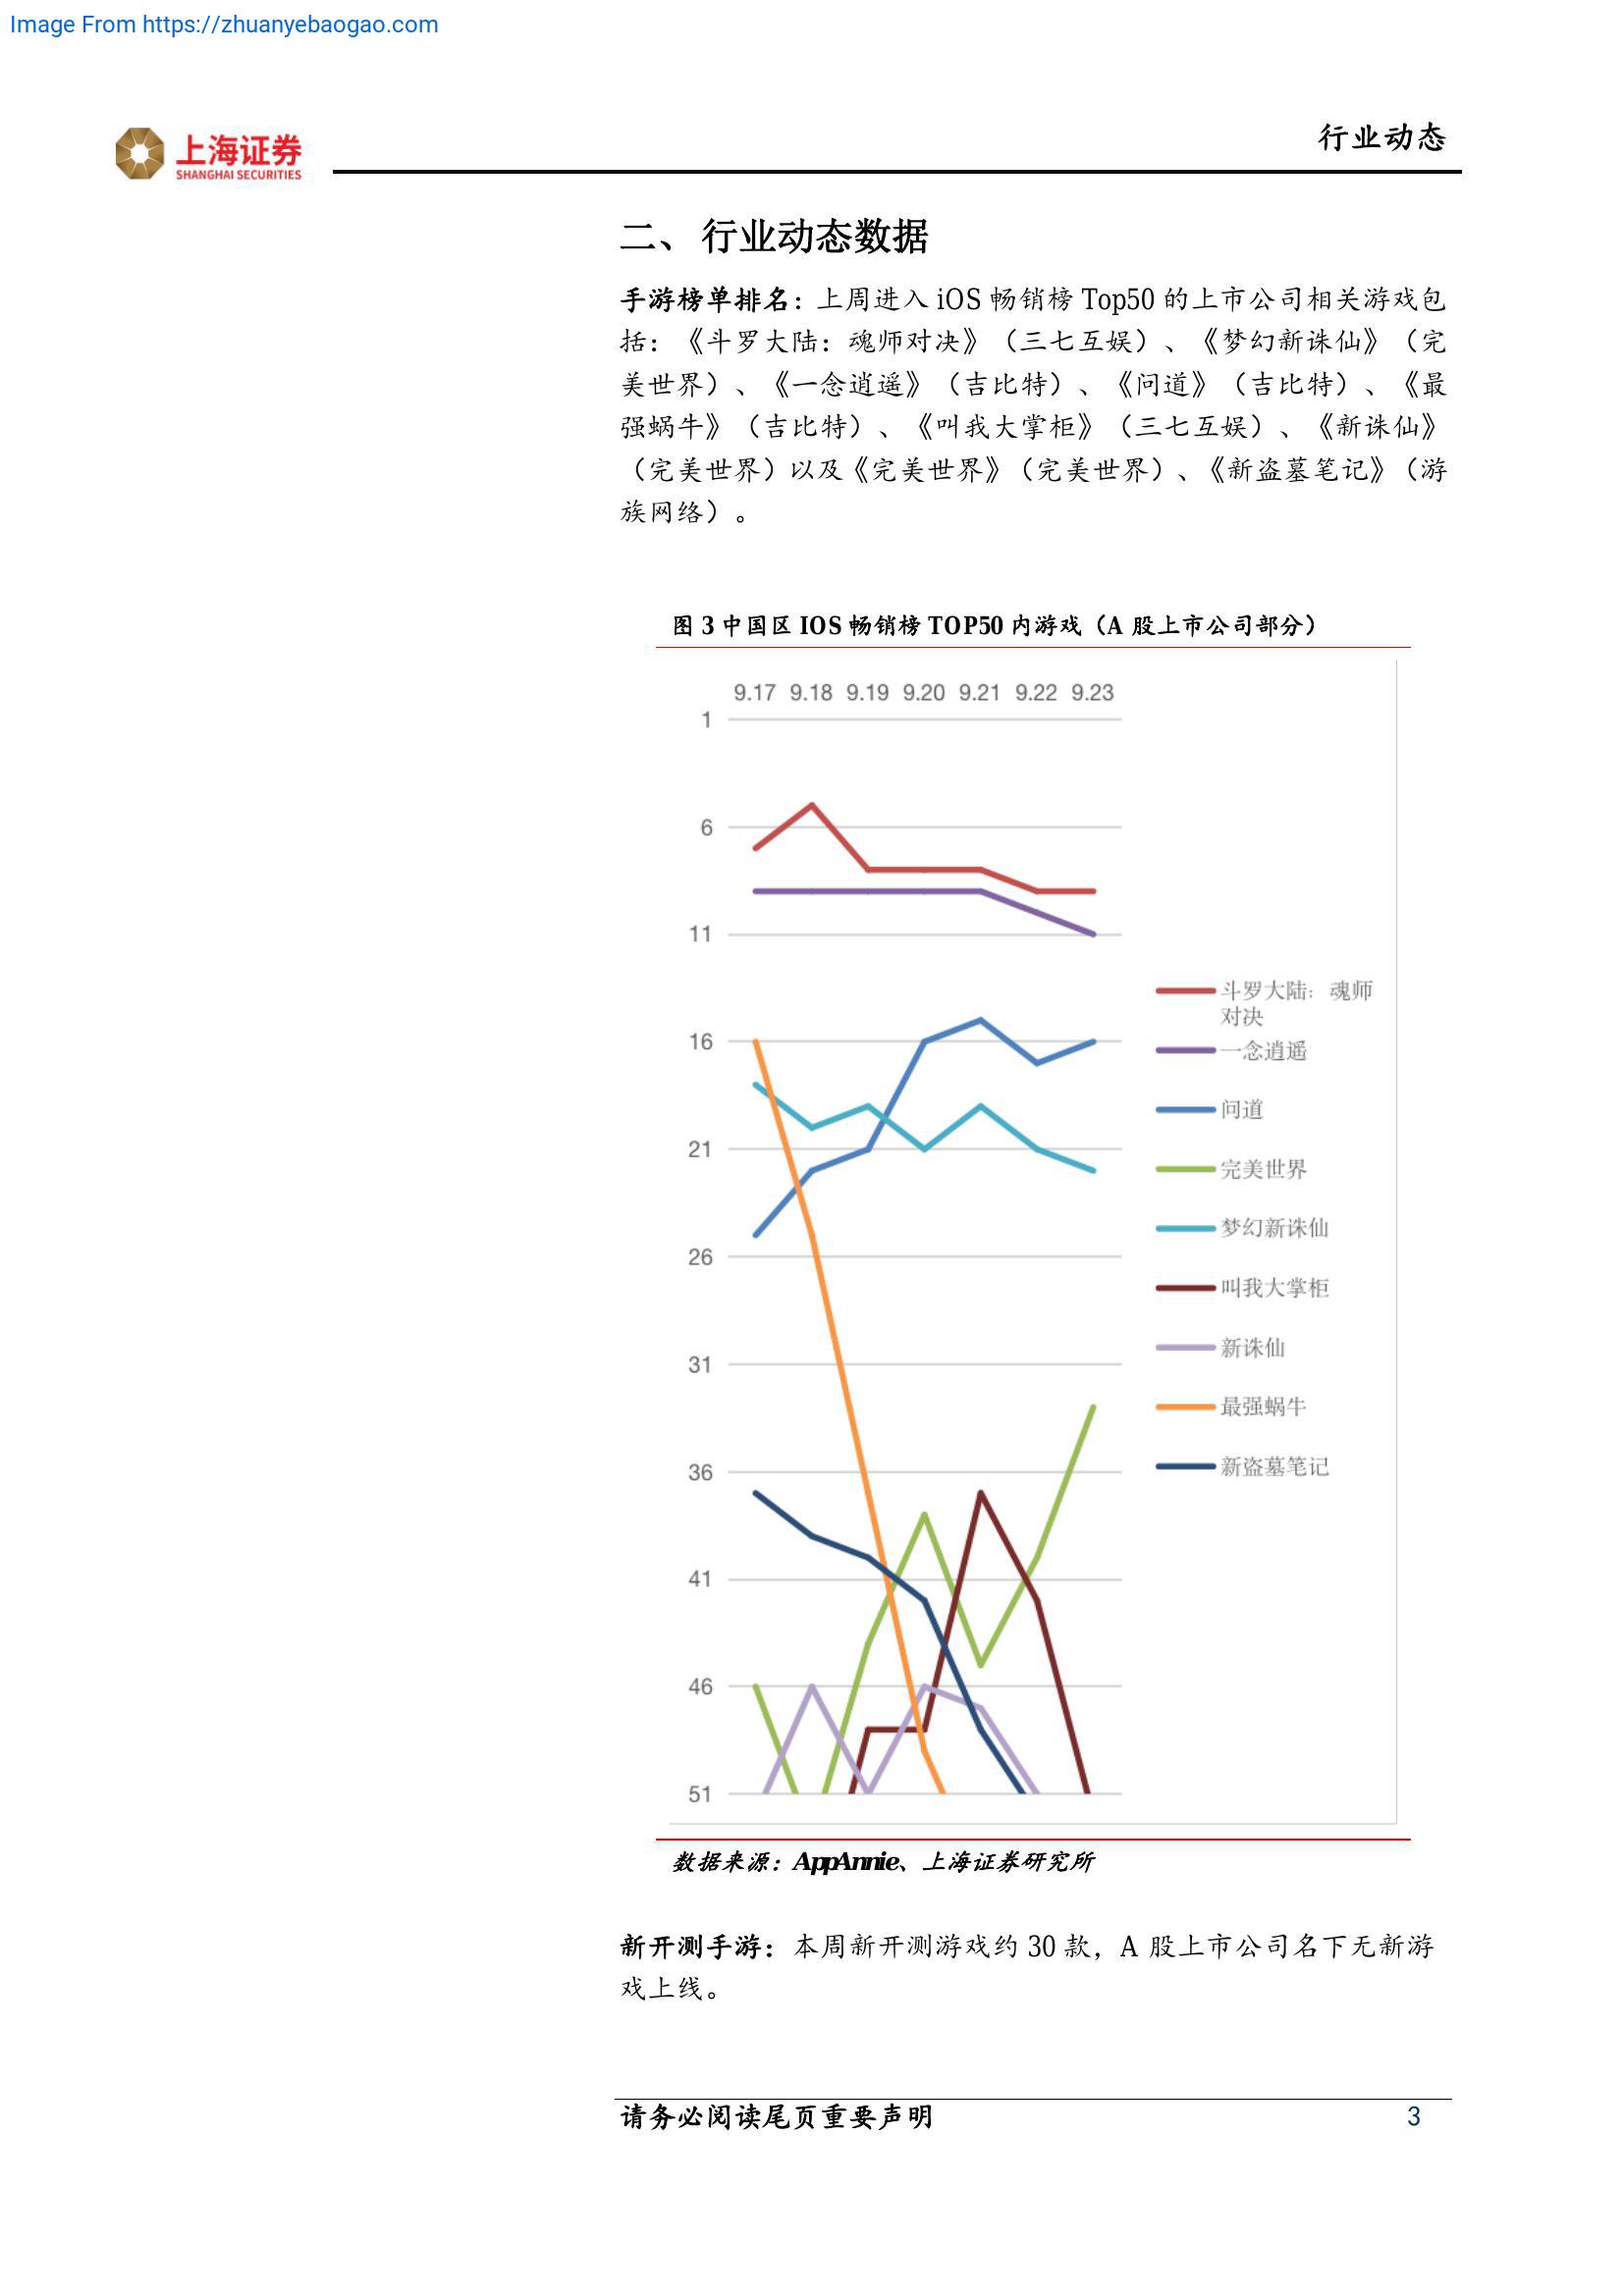 Image From https://zhuanyebaogao.com
上海证券
SHANGHAI SECURITIES
行业动态
二、 行业动态数据
手游榜单排名：上周进入 iOS 畅销榜 Top50 的上市公司相关游戏包
括：《斗罗大陆：魂师对决》（三七互娱）、《梦幻新诛仙》（完
美世界）、《一念逍遥》（吉比特）、《问道》（吉比特）、《最
强蜗牛》（吉比特）、《叫我大掌柜》（三七互娱）、《新诛仙》
（完美世界）以及《完美世界》（完美世界）、《新盗墓笔记》（游
族网络）。
图 3 中国区 IOS 畅销榜 TOP50 内游戏（A 股上市公司部分）
9.17 9.18 9.19 9.20 9.21 9.22 9.23
1
6
11
16
21
26
31
36
41
46
51
斗罗大陆：魂师
对决
一念逍遥
问道
完美世界
梦幻新诛仙
叫我大掌柜
新诛仙
最强蜗牛
新盗墓笔记
数据来源：AppAnnie、上海证券研究所
新开测手游：本周新开测游戏约 30 款，A 股上市公司名下无新游
戏上线。
请务必阅读尾页重要声明
3